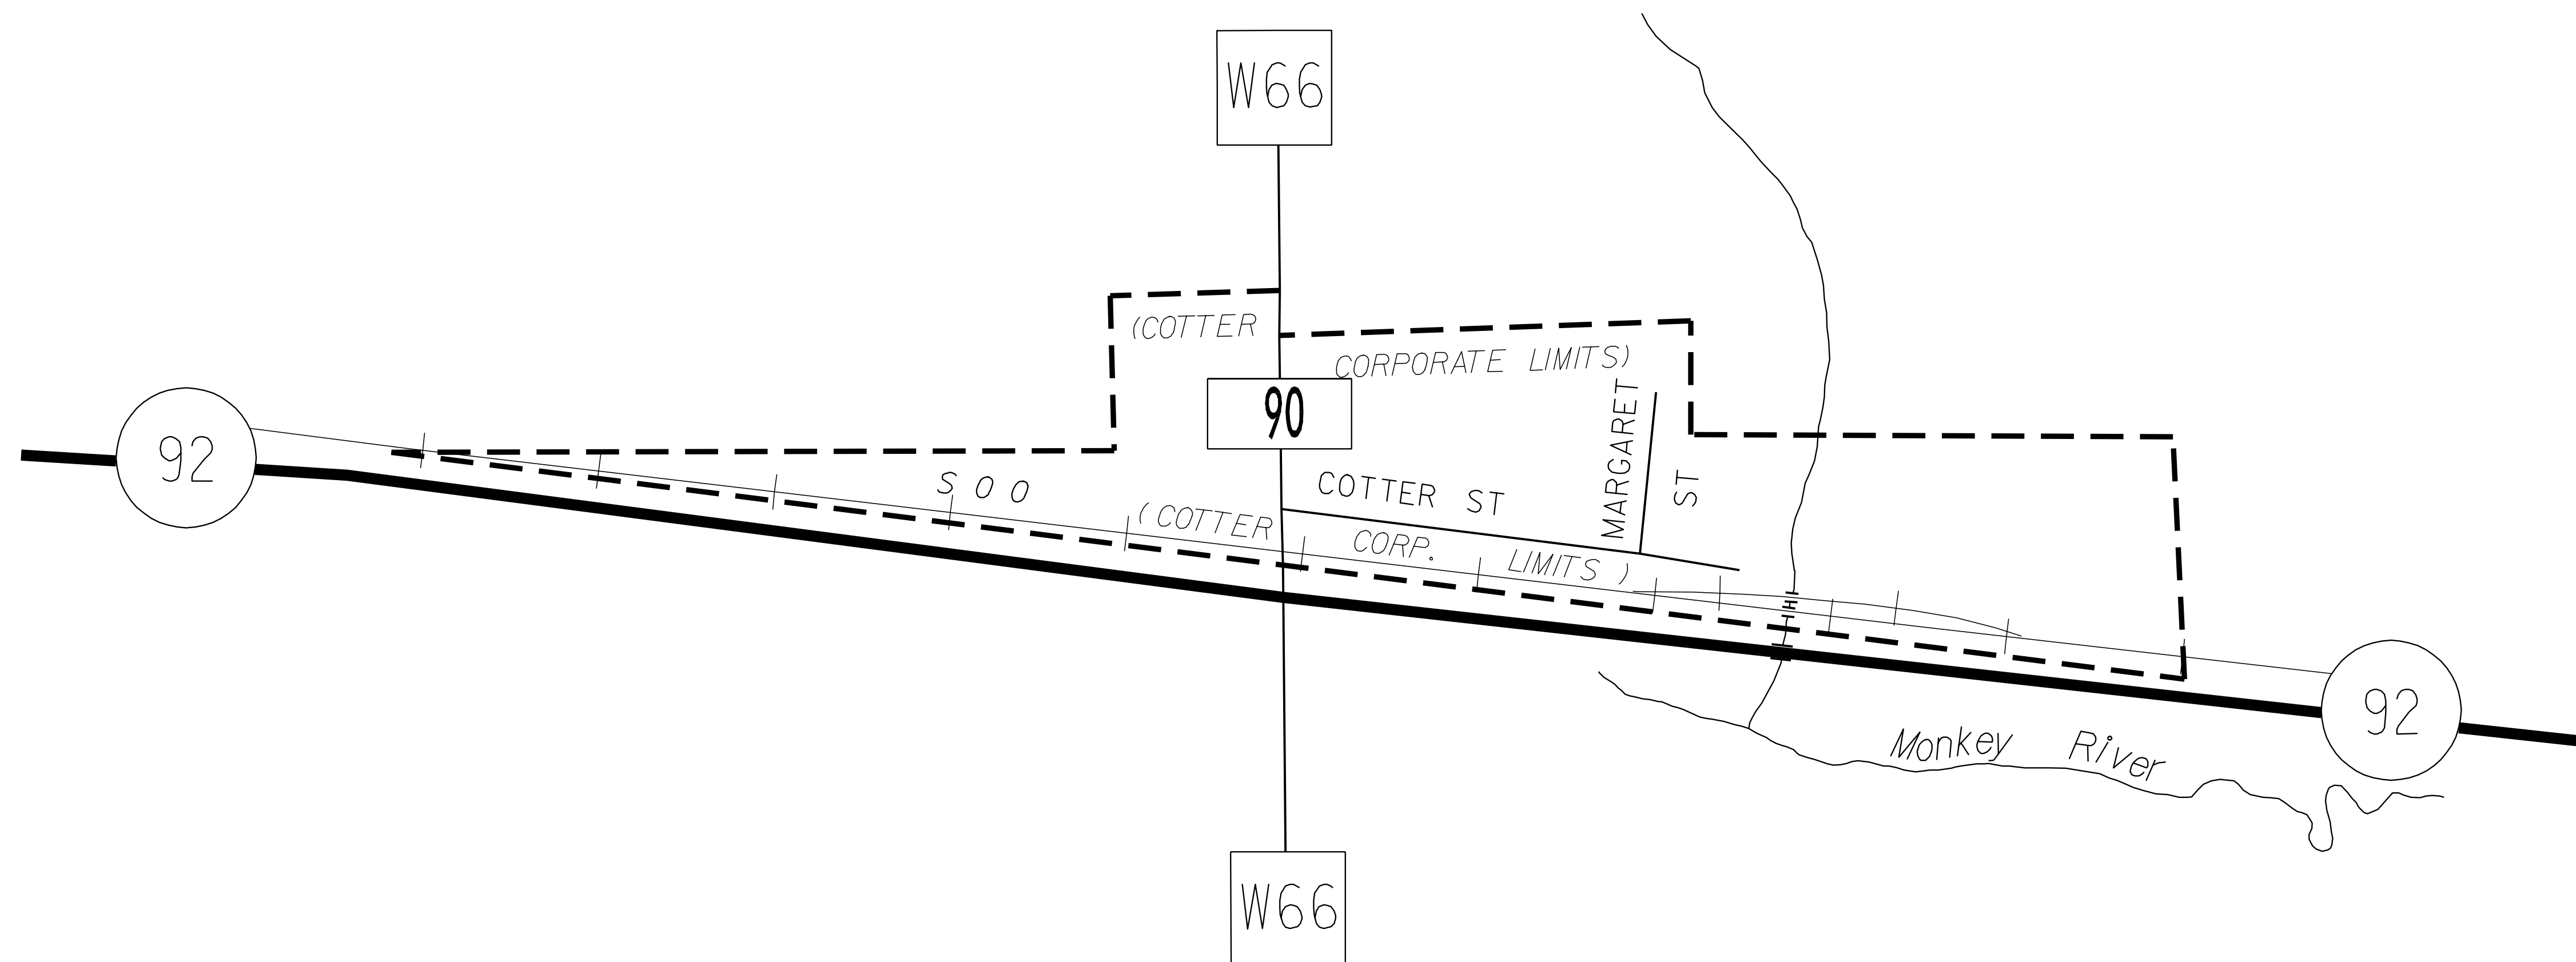 W66
(COTTER
CORPORATE LIMITS)
90
92
MARGARET
ST
COTTER ST
SOO
(COTTER
CORP.
LIMITS)
92
Monkey River
W66